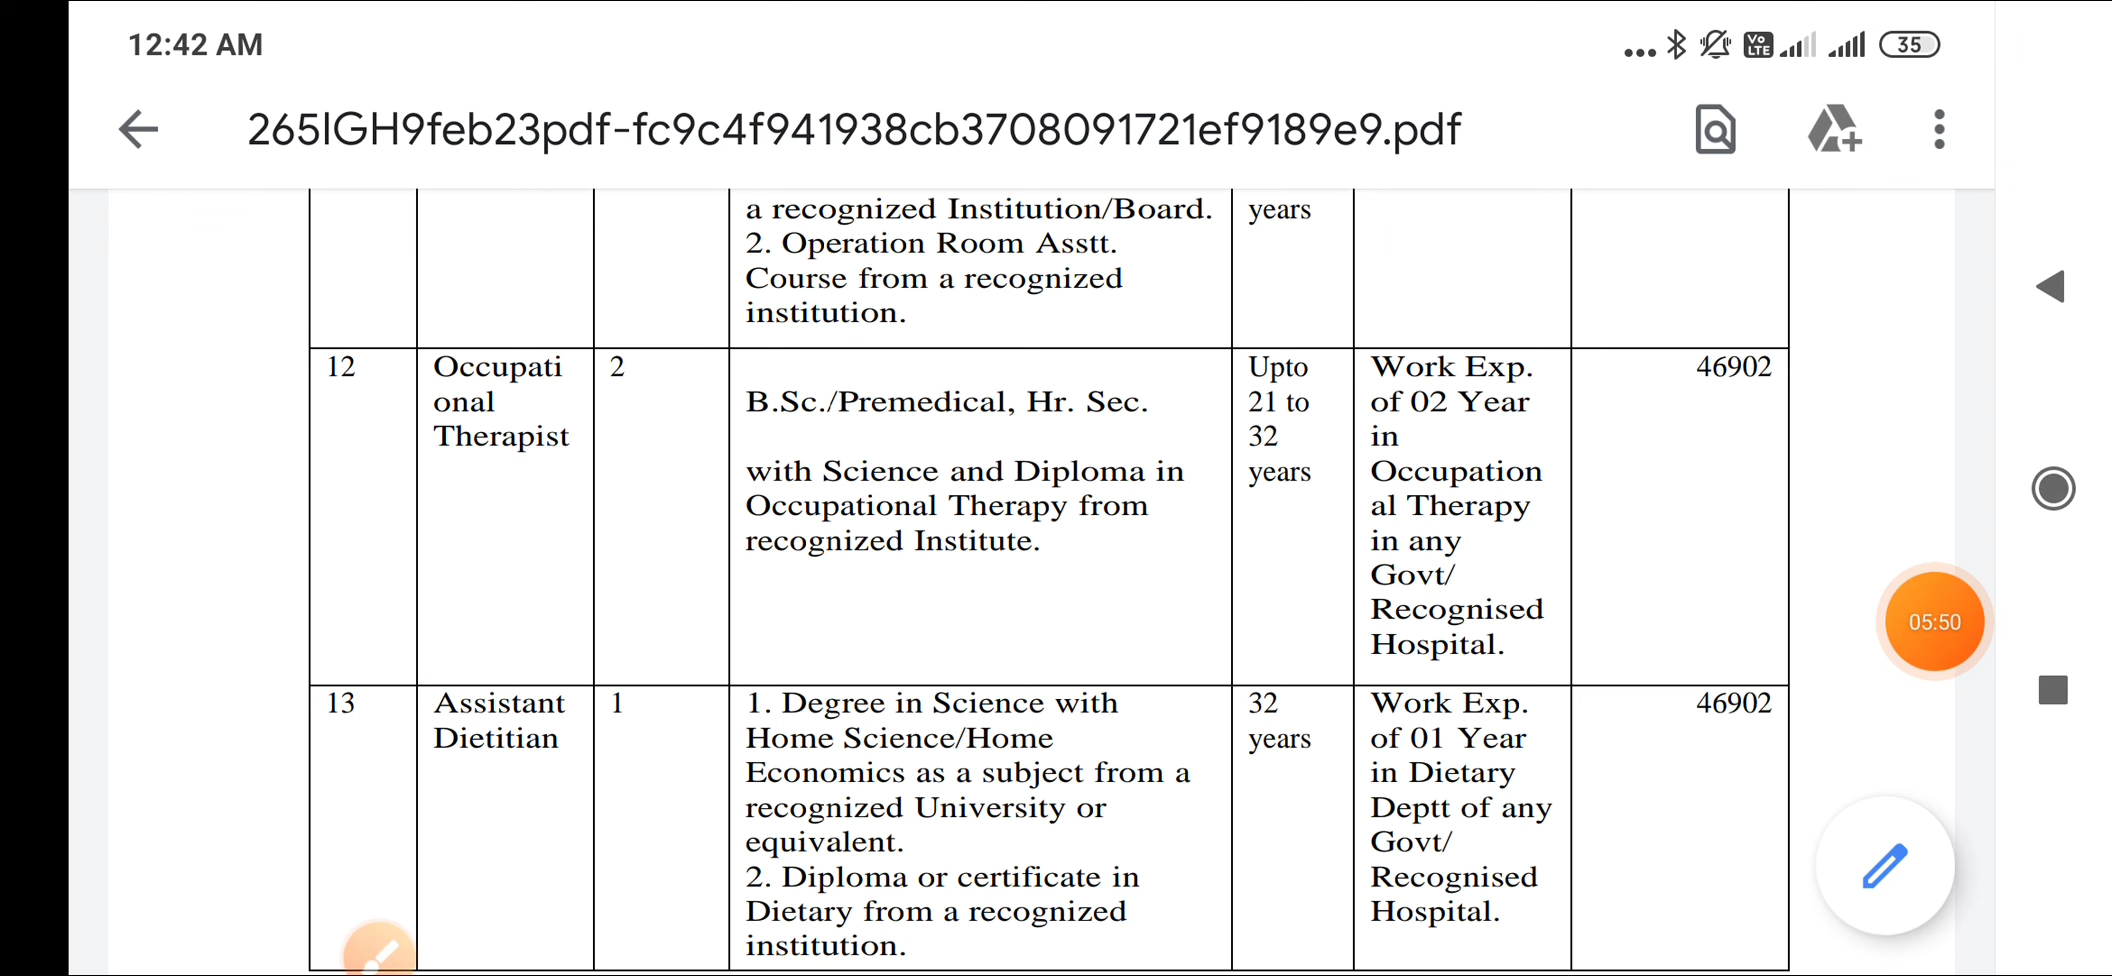 12:42 AM
Vo LTE
35
265IGH9feb23pdf-fc9c4f941938cb3708091721ef9189e9.pdf
a recognized Institution/Board.
2. Operation Room Asstt.
Course from a recognized
institution.
years
12
Occupati
onal
Therapist
2
B.Sc./Premedical, Hr. Sec.
with Science and Diploma in
Occupational Therapy from
recognized Institute.
Upto
21 to
32
years
Work Exp.
of 02 Year
in
Occupation
al Therapy
in any
Govt/
Recognised
Hospital.
46902
05:50
13
Assistant
Dietitian
1
1. Degree in Science with
Home Science/Home
Economics as a subject from a
recognized University or
equivalent.
2. Diploma or certificate in
Dietary from a recognized
institution.
32
years
Work Exp.
of 01 Year
in Dietary
Deptt of any
Govt/
Recognised
Hospital.
46902